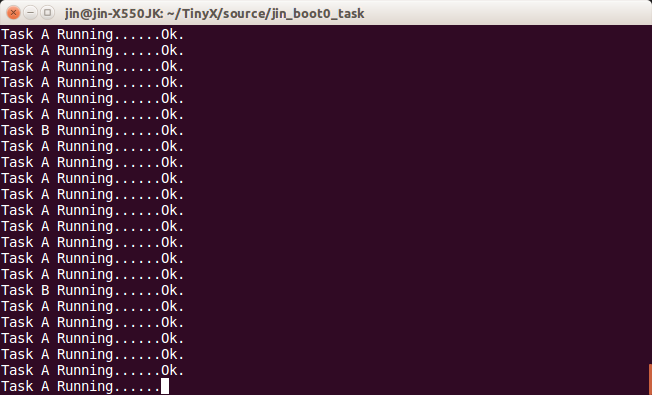 jin@jin-X550JK: ~/TinyX/source/jin_boot0_task
Task A Running......Ok.
Task A Running......Ok.
Task A Running......Ok.
Task A Running......Ok.
Task A Running......Ok.
Task A Running......Ok.
Task B Running......Ok.
Task A Running......Ok.
Task A Running......Ok.
Task A Running......Ok.
Task A Running......Ok.
Task A Running......Ok.
Task A Running......Ok.
Task A Running......Ok.
Task A Running......Ok.
Task A Running......Ok.
Task B Running......Ok.
Task A Running......Ok.
Task A Running......Ok.
Task A Running......Ok.
Task A Running......Ok.
Task A Running......Ok.
Task A Running......